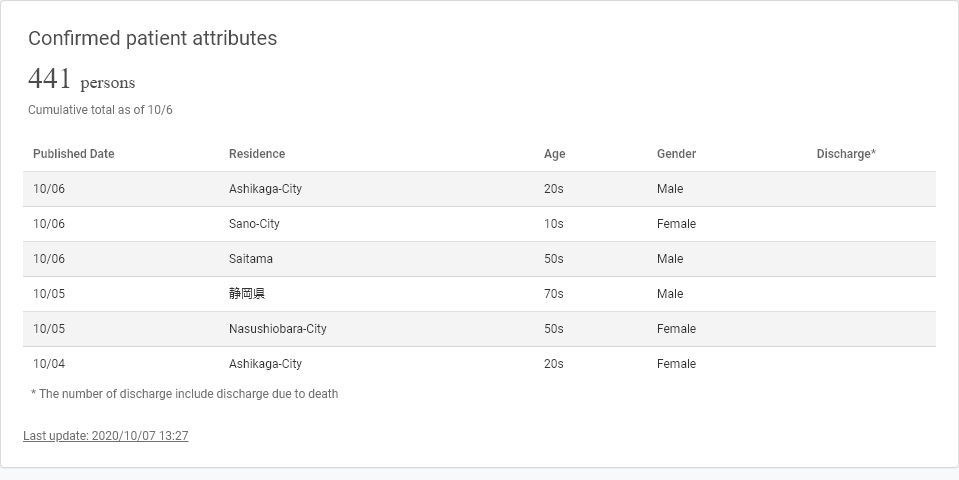 Confirmed patient attributes
441 persons
Cumulative total as of 10/6
Published Date Residence Age Gender Discharge*
10/06 Ashikaga-City 20s Male
10/06 Sano-City 10s Female
10/06 Saitama 50s Male
10/05 静岡県 70s Male
10/05 Nasushiobara-City 50s Female
10/04 Ashikaga-City 20s Female
* The number of discharge include discharge due to death
Last update: 2020/10/07 13:27